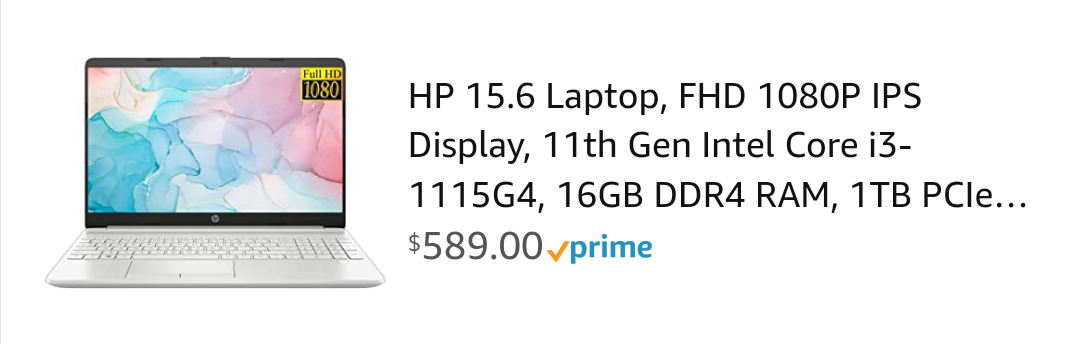 Full HD
1080
hp
HP 15.6 Laptop, FHD 1080P IPS
Display, 11th Gen Intel Core i3-
1115G4, 16GB DDR4 RAM, 1TB PCIe...
$589.00 prime